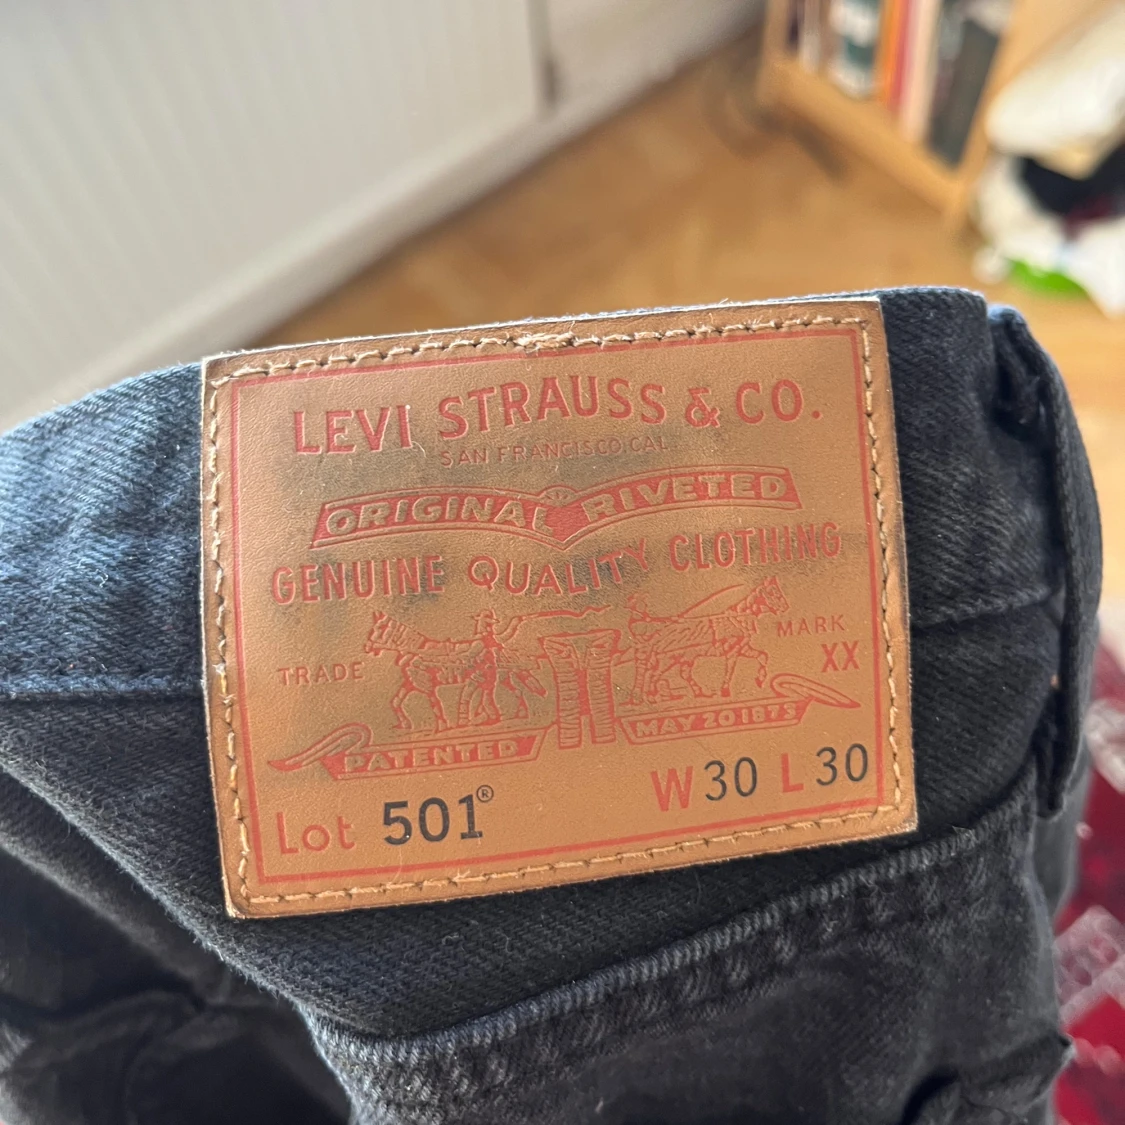 LEVI STRAUSS & CO.
SAN FRANCISCO, CAL.
ORIGINAL RIVETED
GENUINE QUALITY CLOTHING
TRADE MARK
XX
PATENTED MAY 20 1873
Lot 501® W30 L30